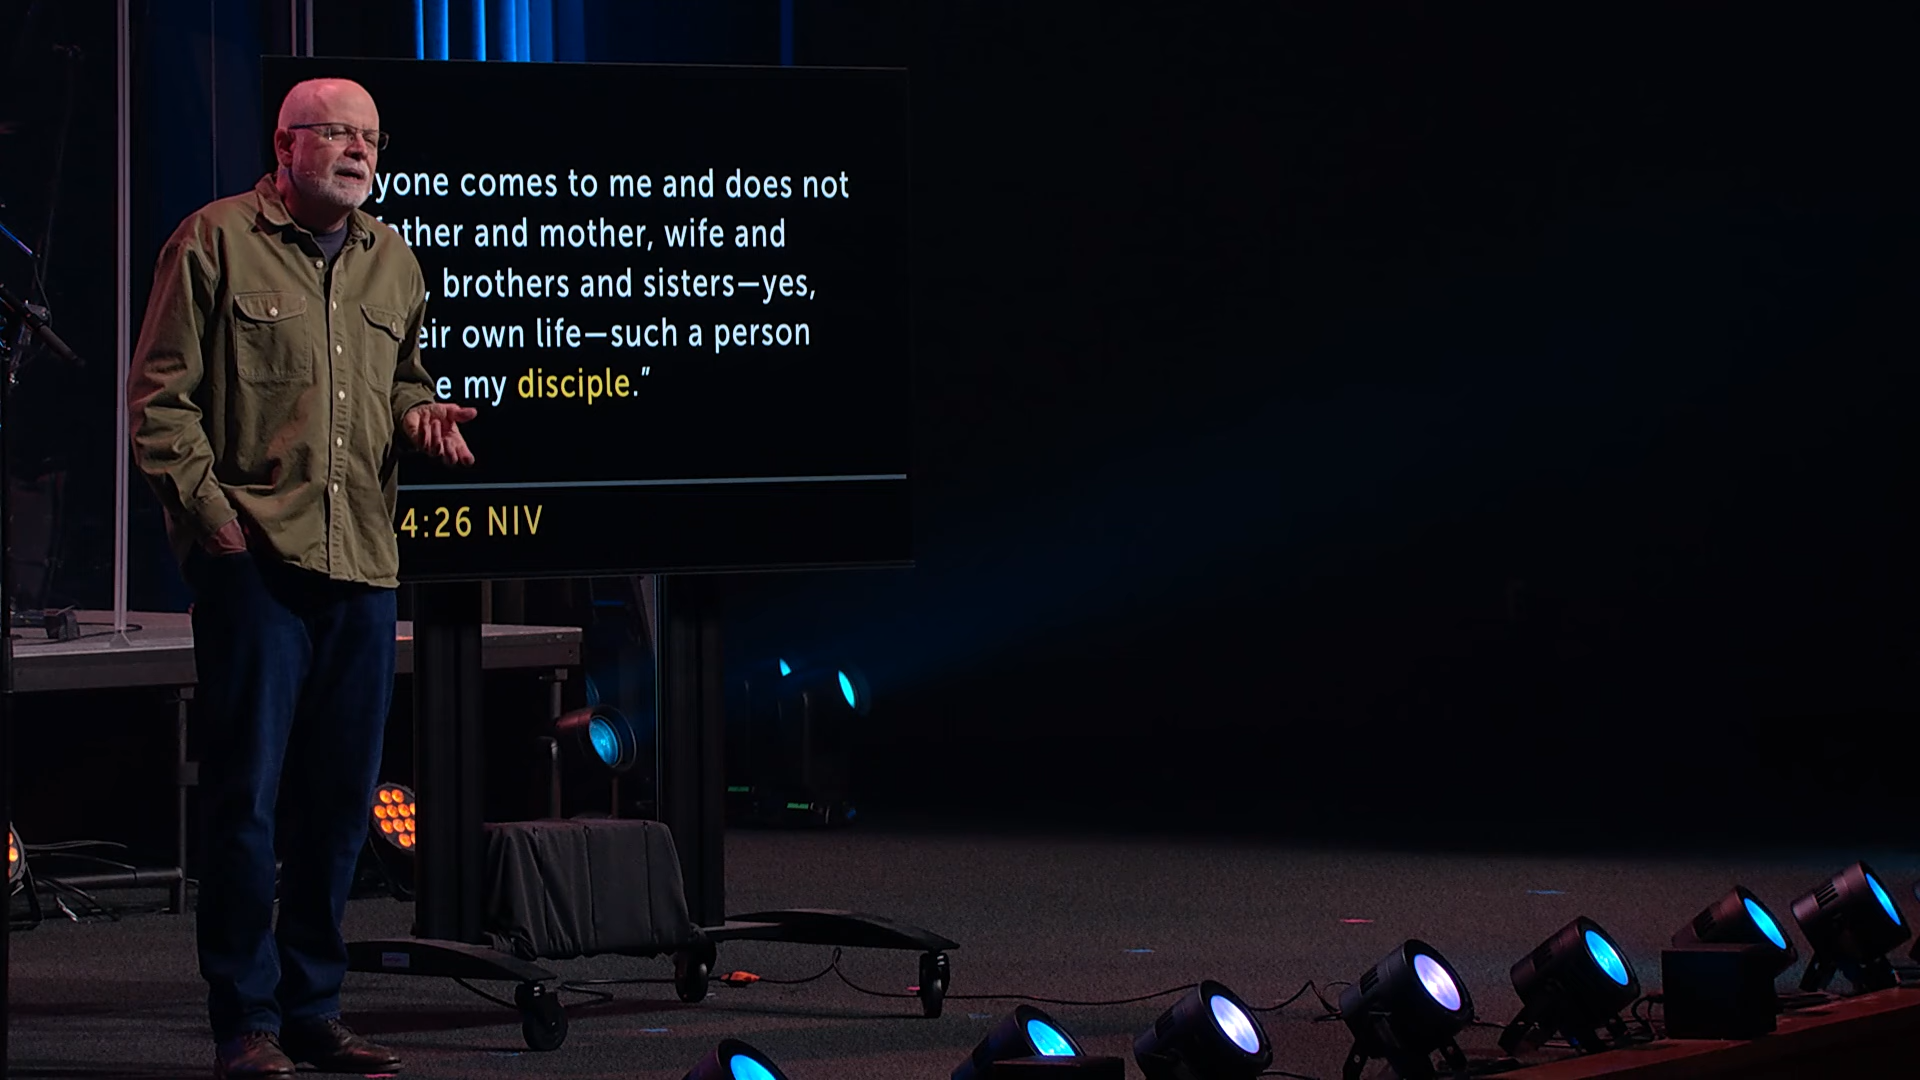 yone comes to me and does not
father and mother, wife and
, brothers and sisters—yes,
eir own life—such a person
e my disciple.”
4:26 NIV